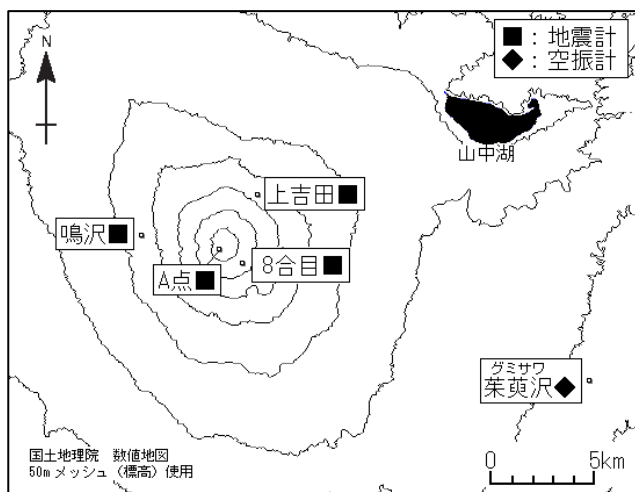 N
■：地震計
◆：空振計
山中湖
上吉田■
鳴沢■
8合目■
A点■
グミサワ
茱萸沢◆
国土地理院　数値地図
50mメッシュ（標高）使用
0 5km